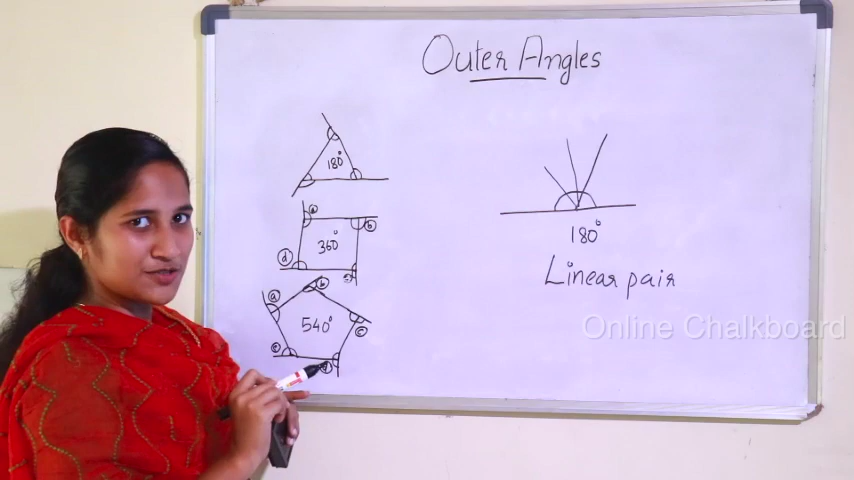 Outer Angles
180°
a
b
360°
d
a
b
540°
c
180°
Linear pair
Online Chalkboard